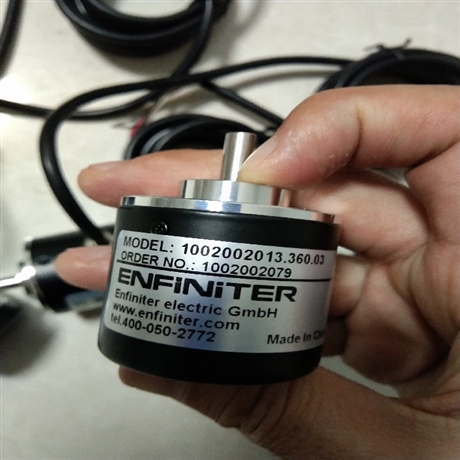 MODEL: 1002002013.360.03
ORDER NO.: 1002002079
ENFiNiTER
Enfiniter electric GmbH
www.enfiniter.com
tel.400-050-2772
Made In